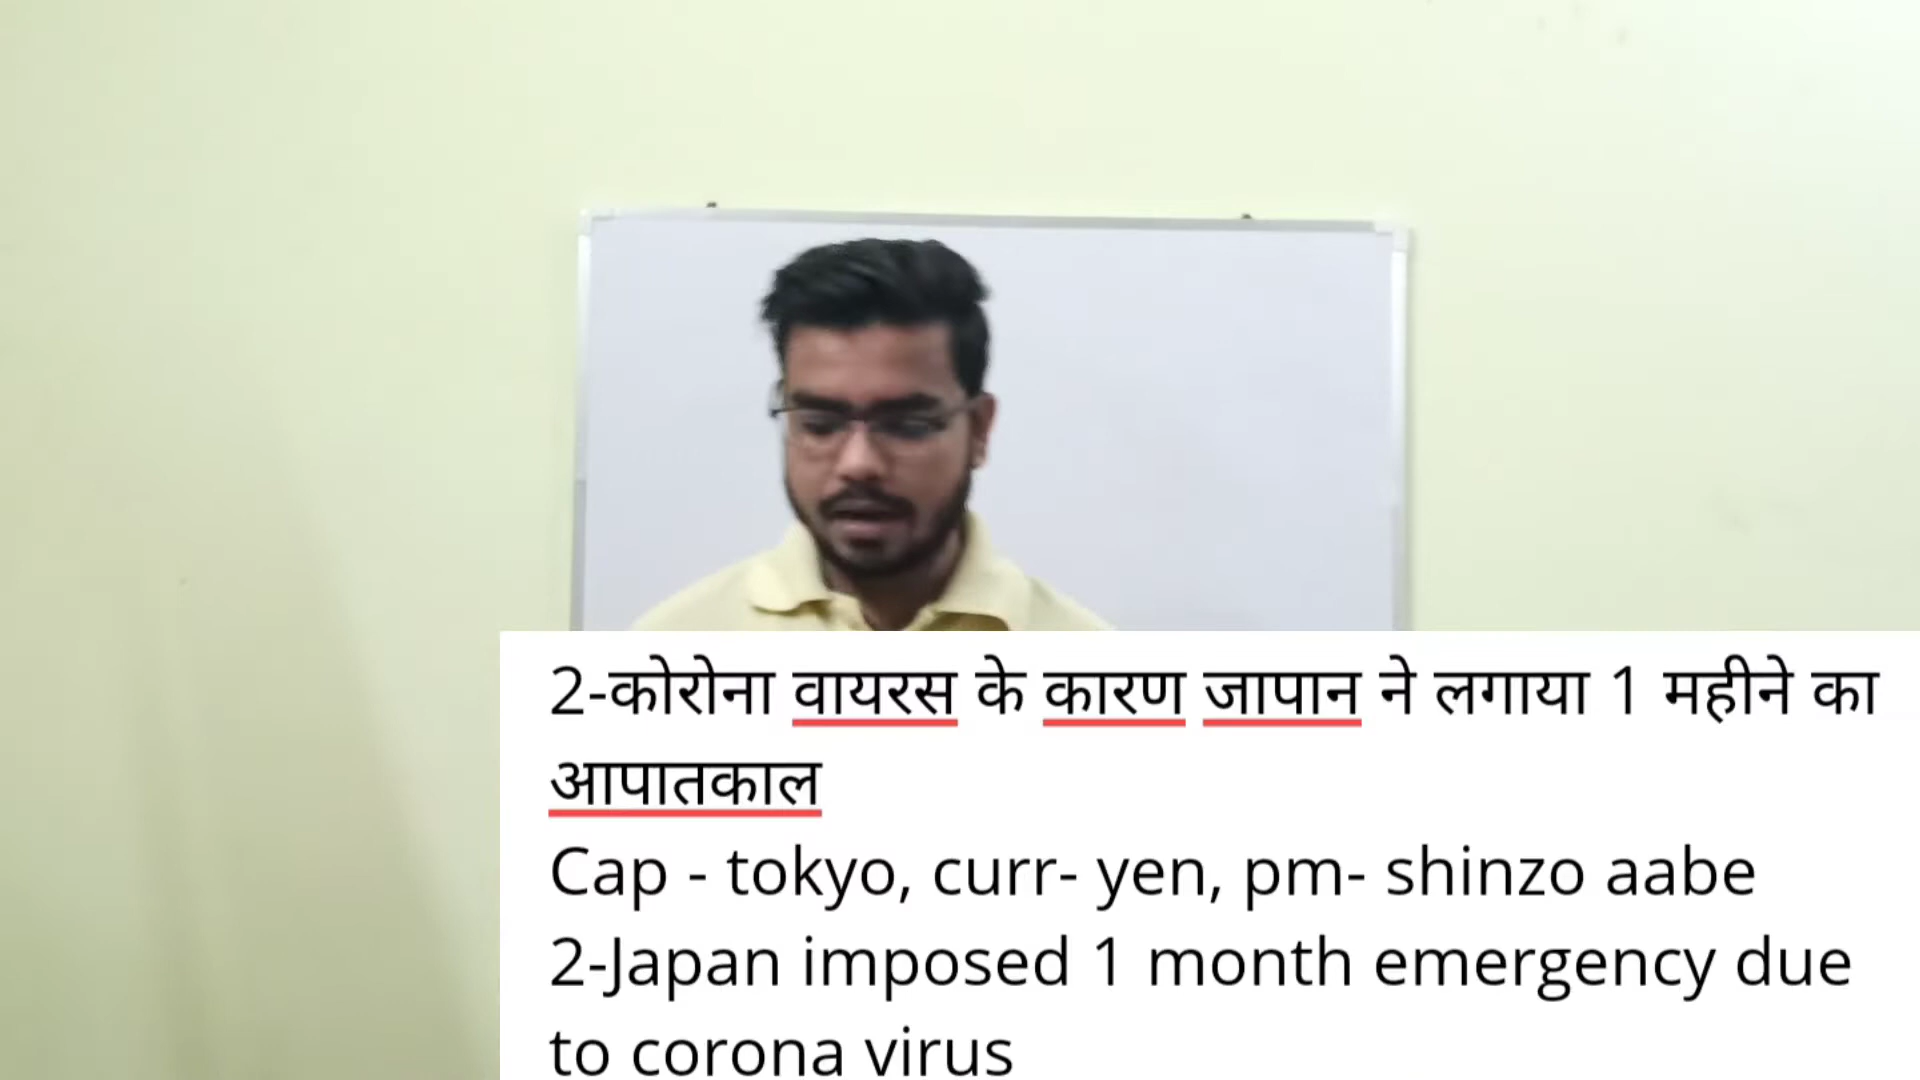 2-कोरोना वायरस के कारण जापान ने लगाया 1 महीने का
आपातकाल
Cap - tokyo, curr- yen, pm- shinzo aabe
2-Japan imposed 1 month emergency due
to corona virus